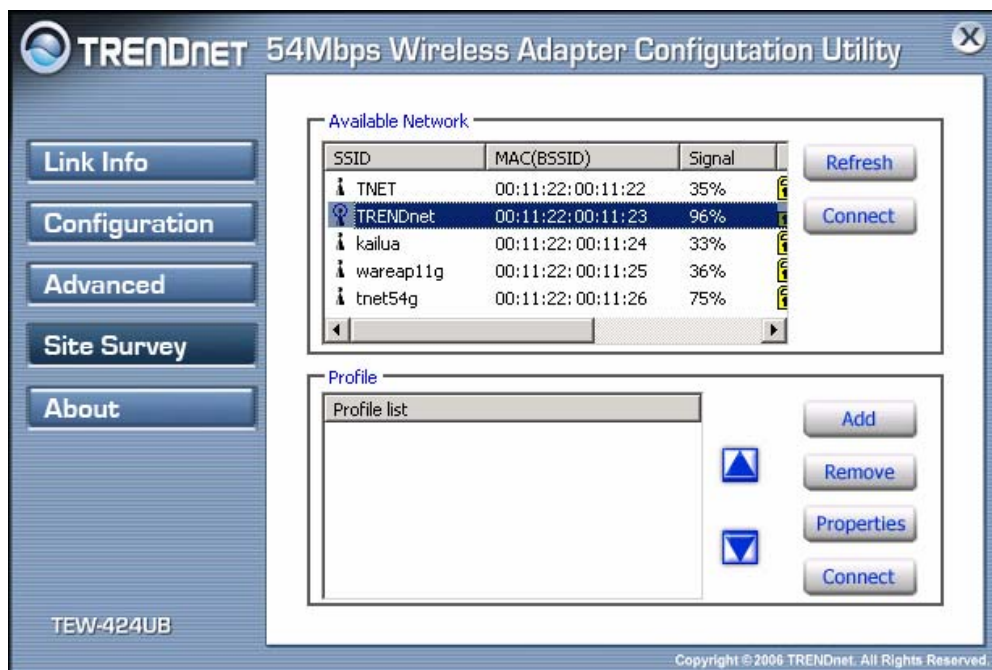 TRENDNET 54Mbps Wireless Adapter Configutation Utility
Link Info
Configuration
Advanced
Site Survey
About
TEW-424UB
Available Network
SSID MAC(BSSID) Signal
TNET 00:11:22:00:11:22 35%
TRENDnet 00:11:22:00:11:23 96%
kailua 00:11:22:00:11:24 33%
wareap11g 00:11:22:00:11:25 36%
tnet54g 00:11:22:00:11:26 75%
Refresh
Connect
Profile
Profile list
Add
Remove
Properties
Connect
Copyright © 2006 TRENDnet. All Rights Reserved